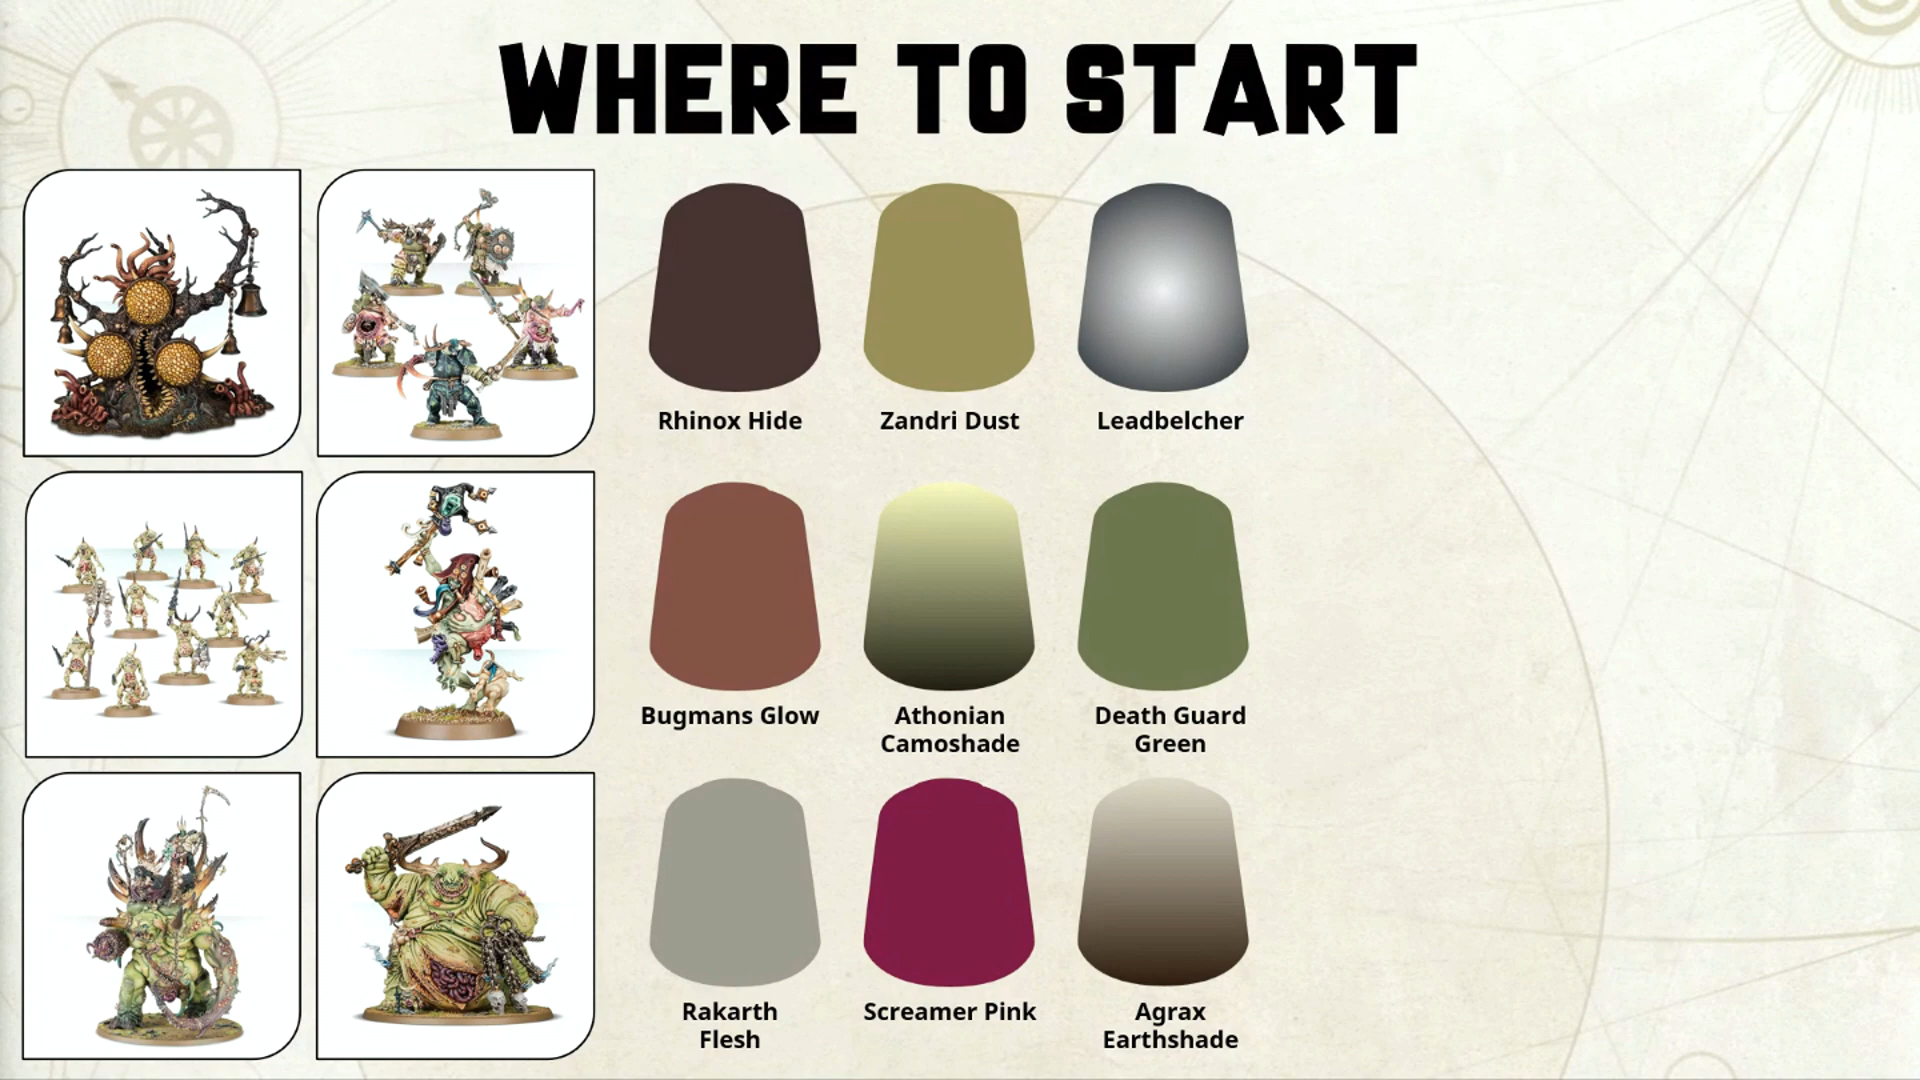 WHERE TO START
Rhinox Hide
Zandri Dust
Leadbelcher
Bugmans Glow
Athonian
Camoshade
Death Guard
Green
Rakarth
Flesh
Screamer Pink
Agrax
Earthshade